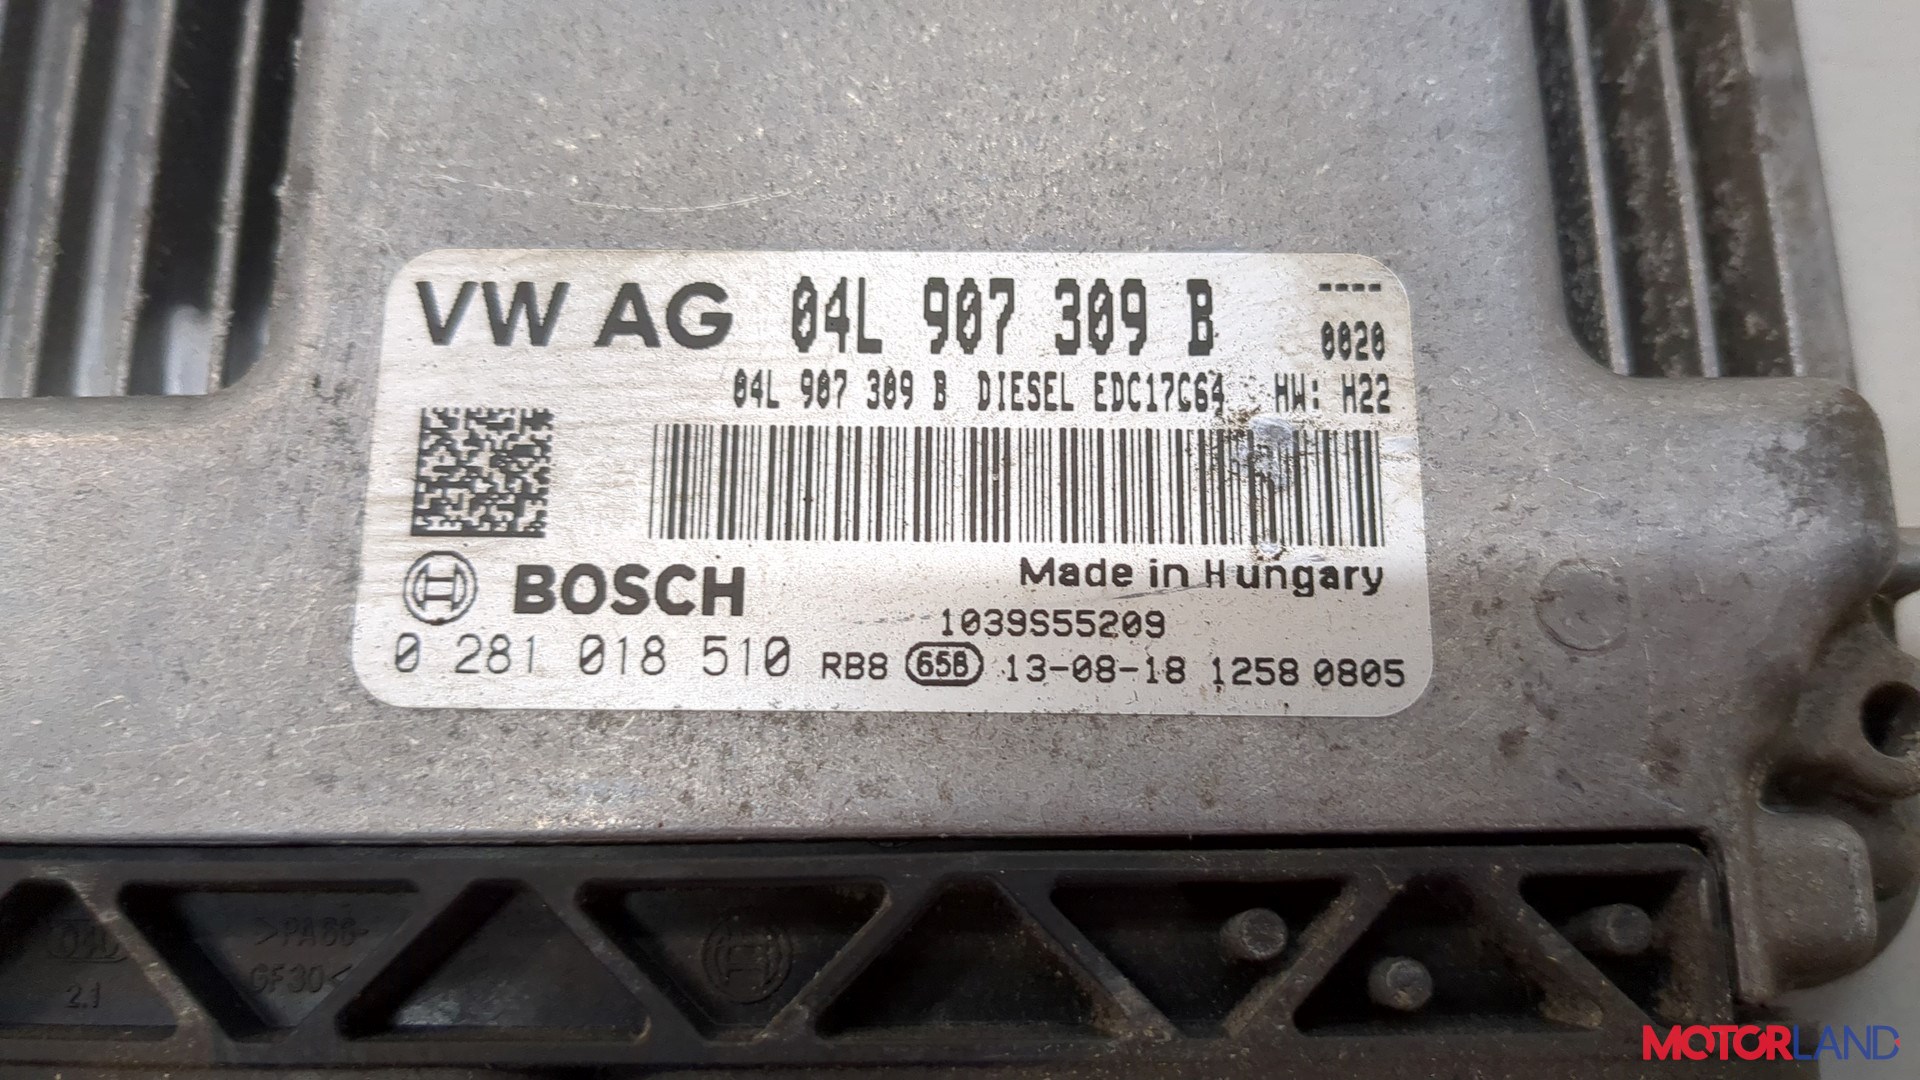 VW AG 04L 907 309 B ----
0020
04L 907 309 B DIESEL EDC17C64 HW: H22
BOSCH
Made in Hungary
1039S55209
0 281 018 510 RB8 658 13-08-18 1258 0805
>PA66-
GF30<
2.1
MOTORLAND